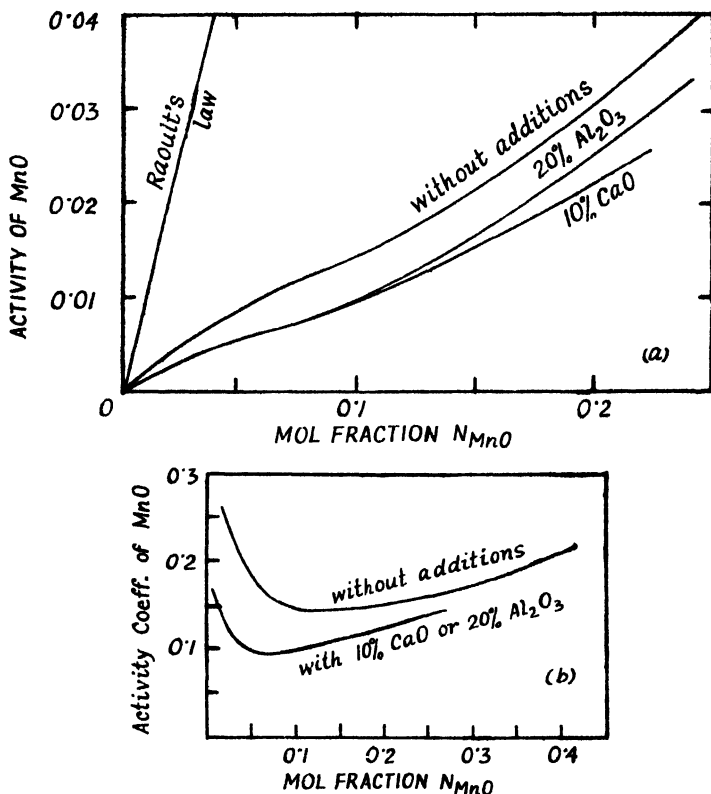 0·04
0·03
0·02
0·01
0
0·1
0·2
ACTIVITY OF MnO
MOL FRACTION N_MnO
Raoult's
law
without additions
20% Al₂O₃
10% CaO
(a)
0·3
0·2
0·1
0·1
0·2
0·3
0·4
Activity Coeff. of MnO
MOL FRACTION N_MnO
without additions
with 10% CaO or 20% Al₂O₃
(b)